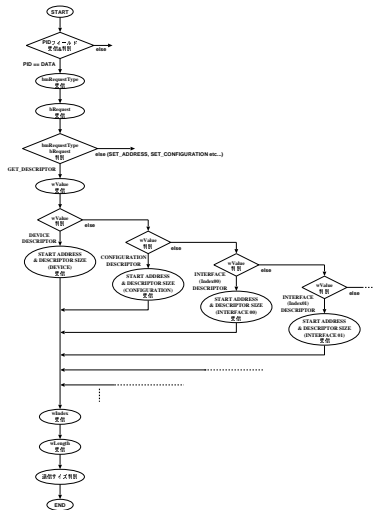 START
PIDフィールド
受信&判別
else
PID == DATA
bmRequestType
受信
bRequest
受信
bmRequestType
bRequest
判別
else (SET_ADDRESS, SET_CONFIGURATION etc...)
GET_DESCRIPTOR
wValue
受信
wValue
判別
else
DEVICE
DESCRIPTOR
START ADDRESS
& DESCRIPTOR SIZE
(DEVICE)
受信
wValue
判別
else
CONFIGURATION
DESCRIPTOR
START ADDRESS
& DESCRIPTOR SIZE
(CONFIGURATION)
受信
wValue
判別
else
INTERFACE
(Index00)
DESCRIPTOR
START ADDRESS
& DESCRIPTOR SIZE
(INTERFACE 00)
受信
wValue
判別
else
INTERFACE
(Index01)
DESCRIPTOR
START ADDRESS
& DESCRIPTOR SIZE
(INTERFACE 01)
受信
wIndex
受信
wLength
受信
送信サイズ判別
END